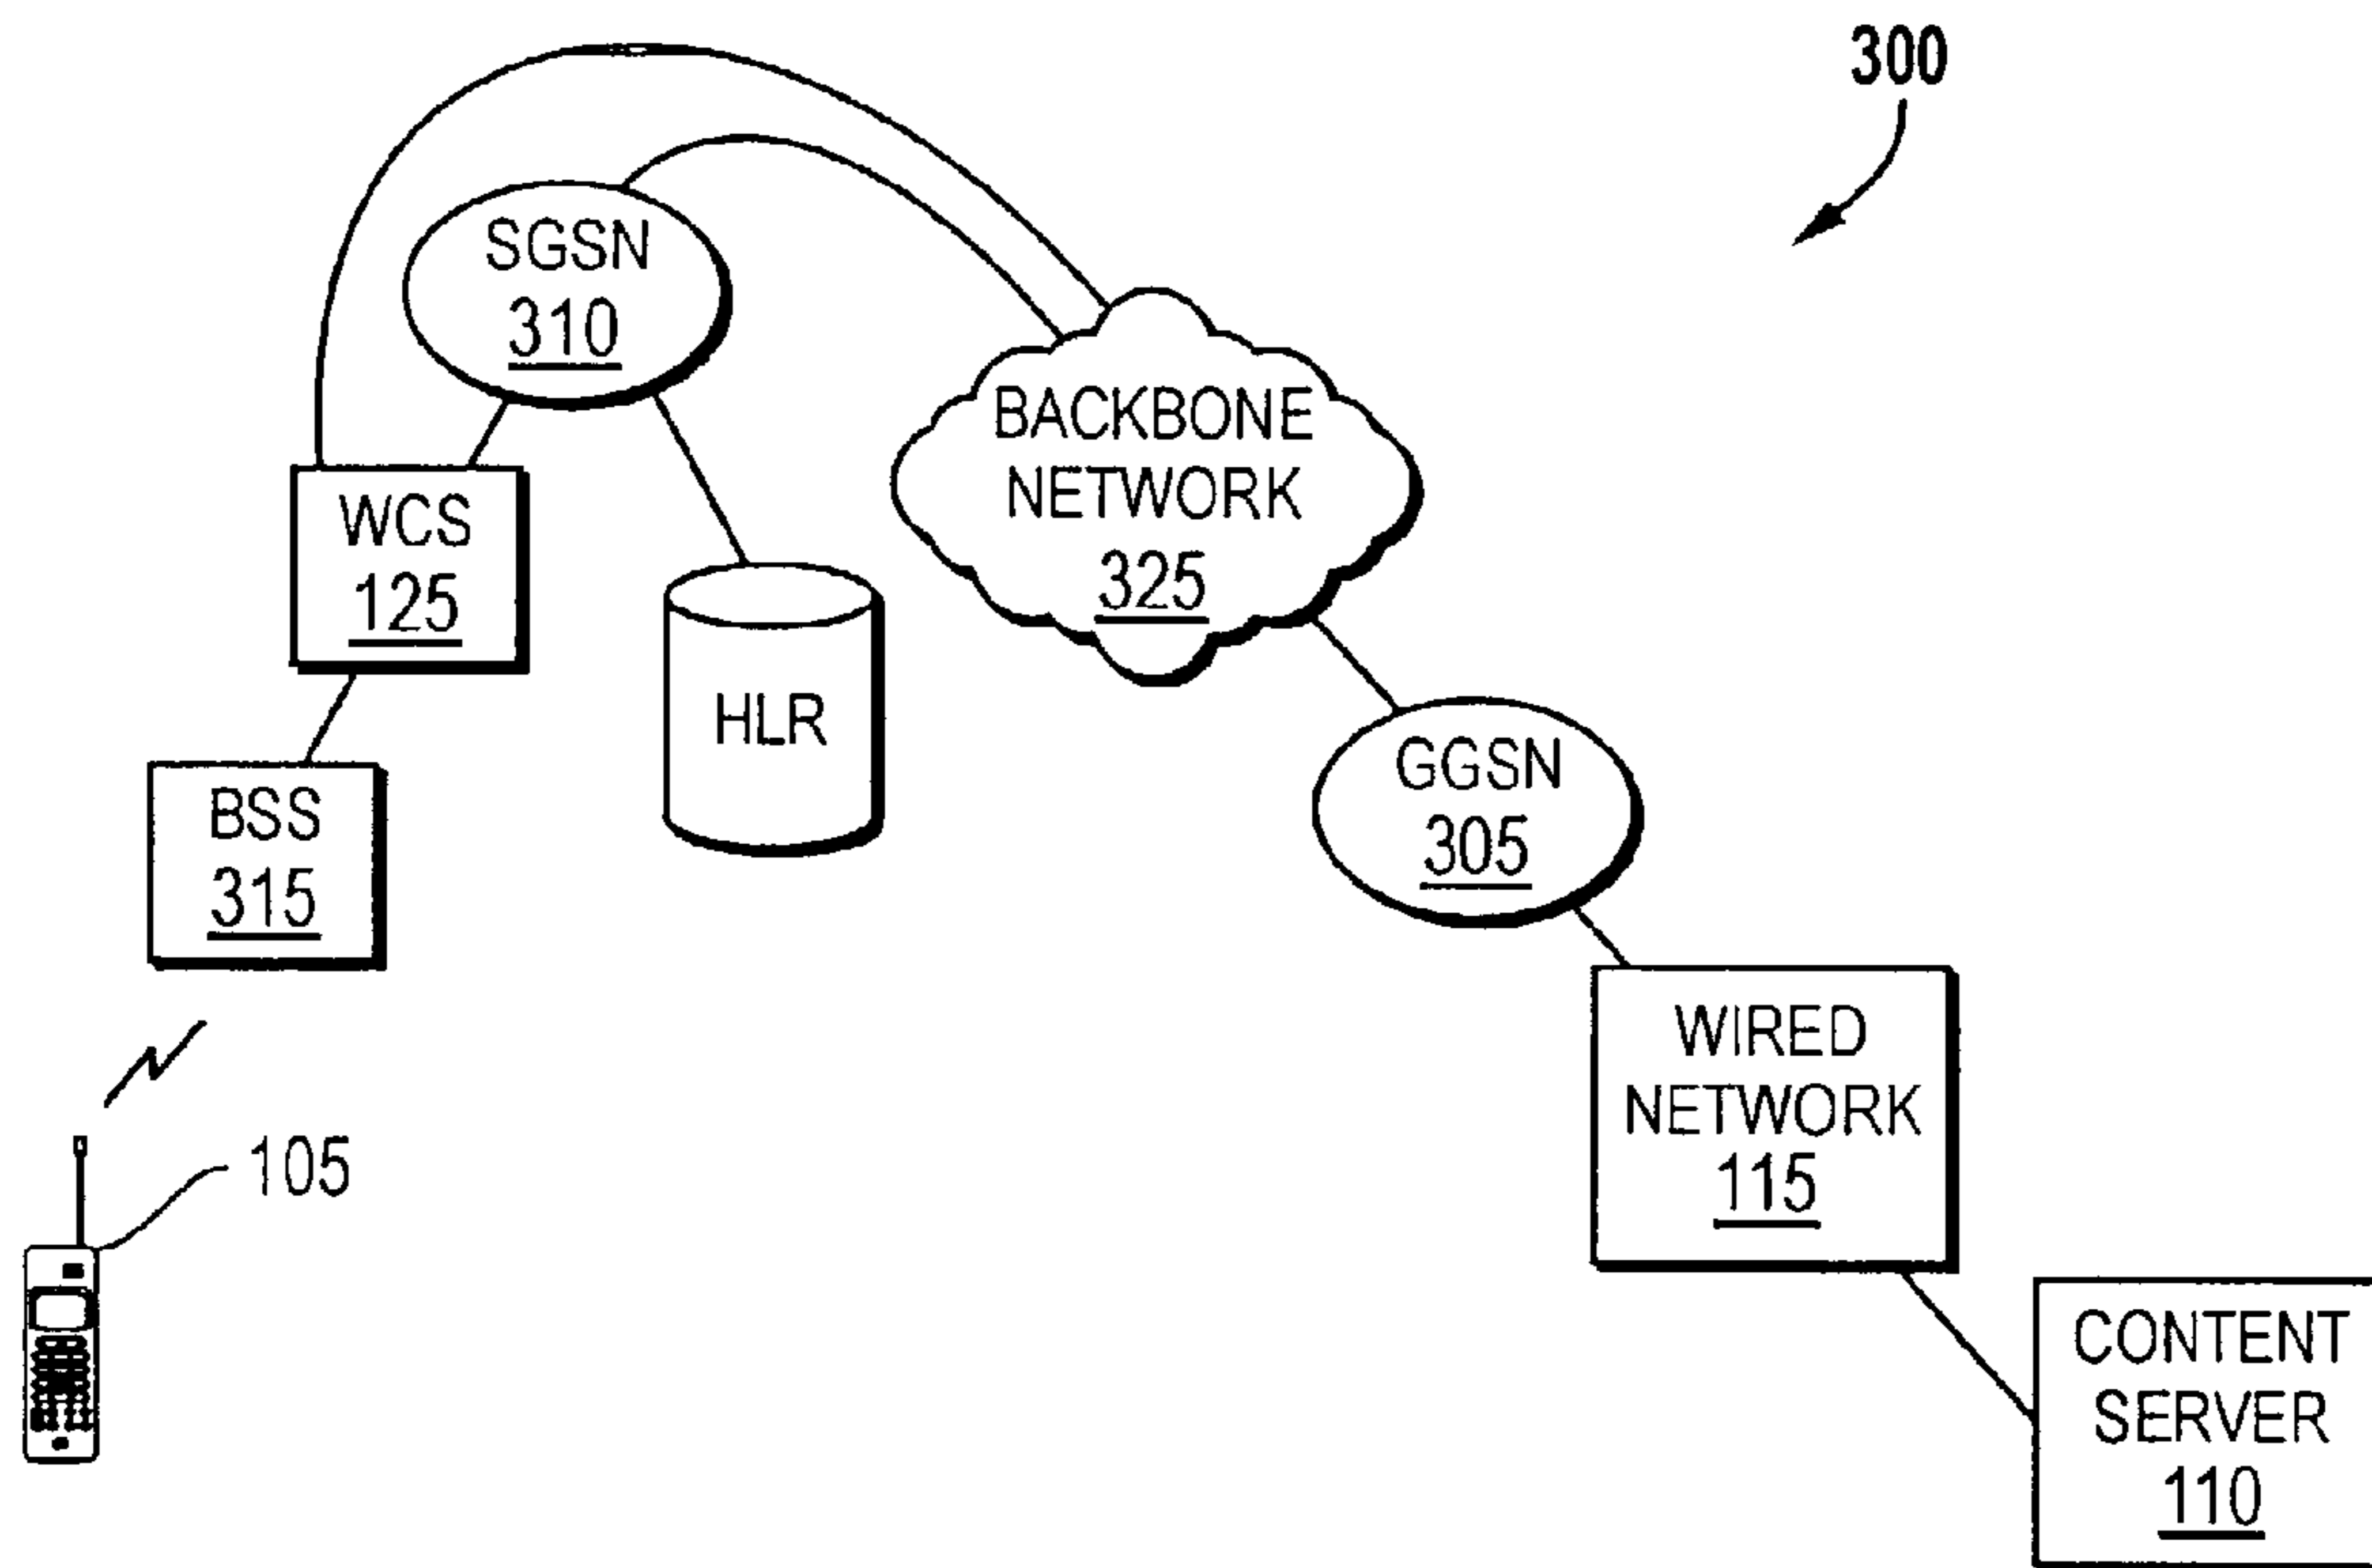 300
SGSN
310
BACKBONE
NETWORK
325
WCS
125
HLR
GGSN
305
BSS
315
WIRED
NETWORK
115
105
CONTENT
SERVER
110